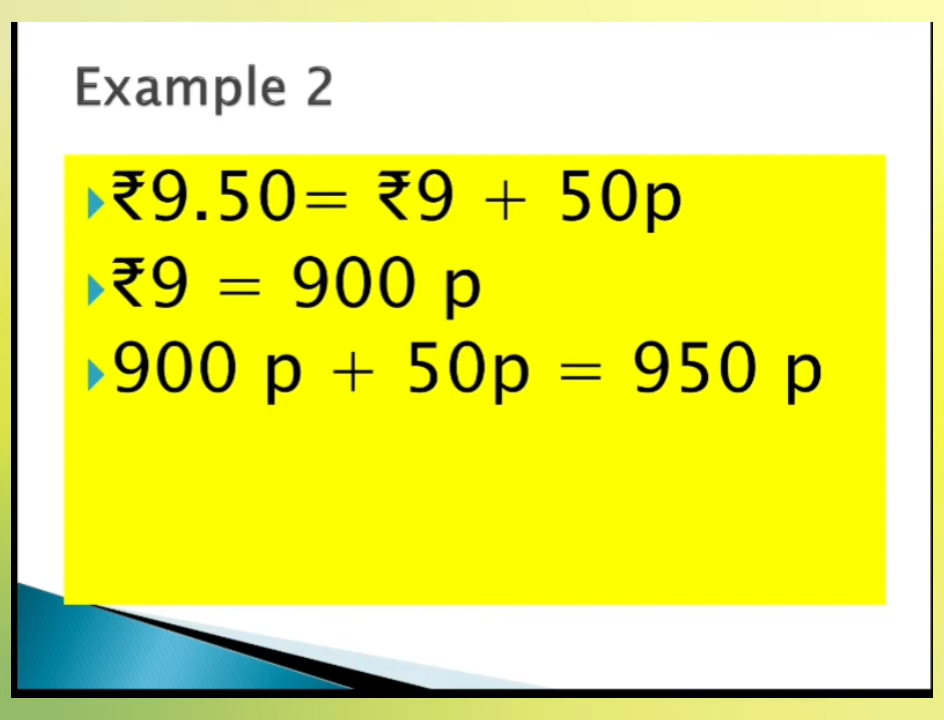 Example 2
₹9.50= ₹9 + 50p
₹9 = 900 p
900 p + 50p = 950 p